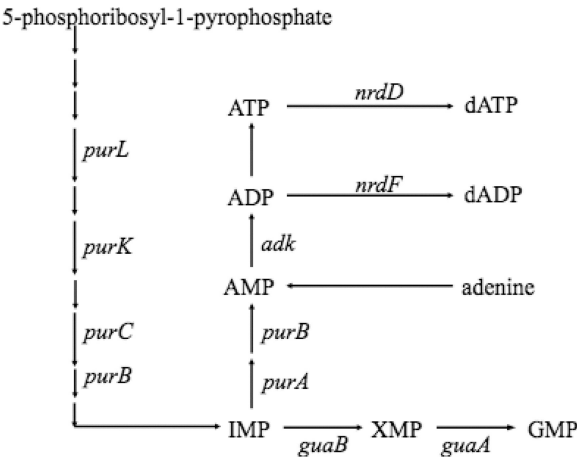 5-phosphoribosyl-1-pyrophosphate
nrdD
ATP dATP
purL
nrdF
ADP dADP
purK adk
AMP adenine
purC purB
purB purA
IMP XMP GMP
guaB guaA